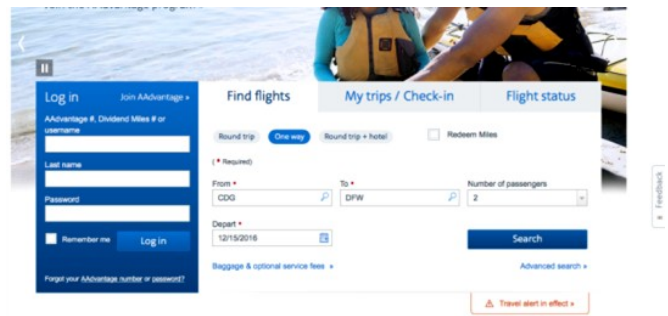 Log in
Join AAdvantage »
AAdvantage #, Dividend Miles # or
username
Last name
Password
Remember me
Log in
Forgot your AAdvantage number or password?
Find flights
My trips / Check-in
Flight status
Round trip
One way
Round trip + hotel
Redeem Miles
(• Required)
From •
To •
Number of passengers
CDG
DFW
2
Depart •
12/15/2016
Search
Baggage & optional service fees »
Advanced search »
Travel alert in effect »
Feedback